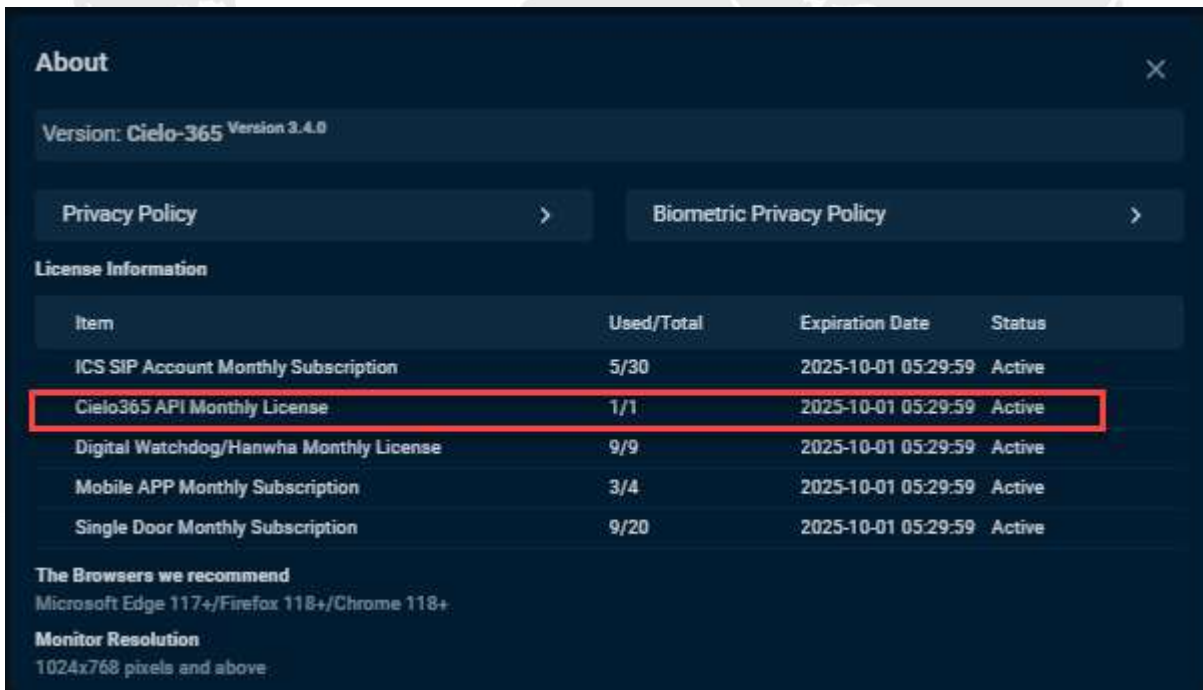 About
Version: Cielo-365 Version 3.4.0
Privacy Policy
Biometric Privacy Policy
License Information
Item Used/Total Expiration Date Status
ICS SIP Account Monthly Subscription 5/30 2025-10-01 05:29:59 Active
Cielo365 API Monthly License 1/1 2025-10-01 05:29:59 Active
Digital Watchdog/Hanwha Monthly License 9/9 2025-10-01 05:29:59 Active
Mobile APP Monthly Subscription 3/4 2025-10-01 05:29:59 Active
Single Door Monthly Subscription 9/20 2025-10-01 05:29:59 Active
The Browsers we recommend
Microsoft Edge 117+/Firefox 118+/Chrome 118+
Monitor Resolution
1024x768 pixels and above